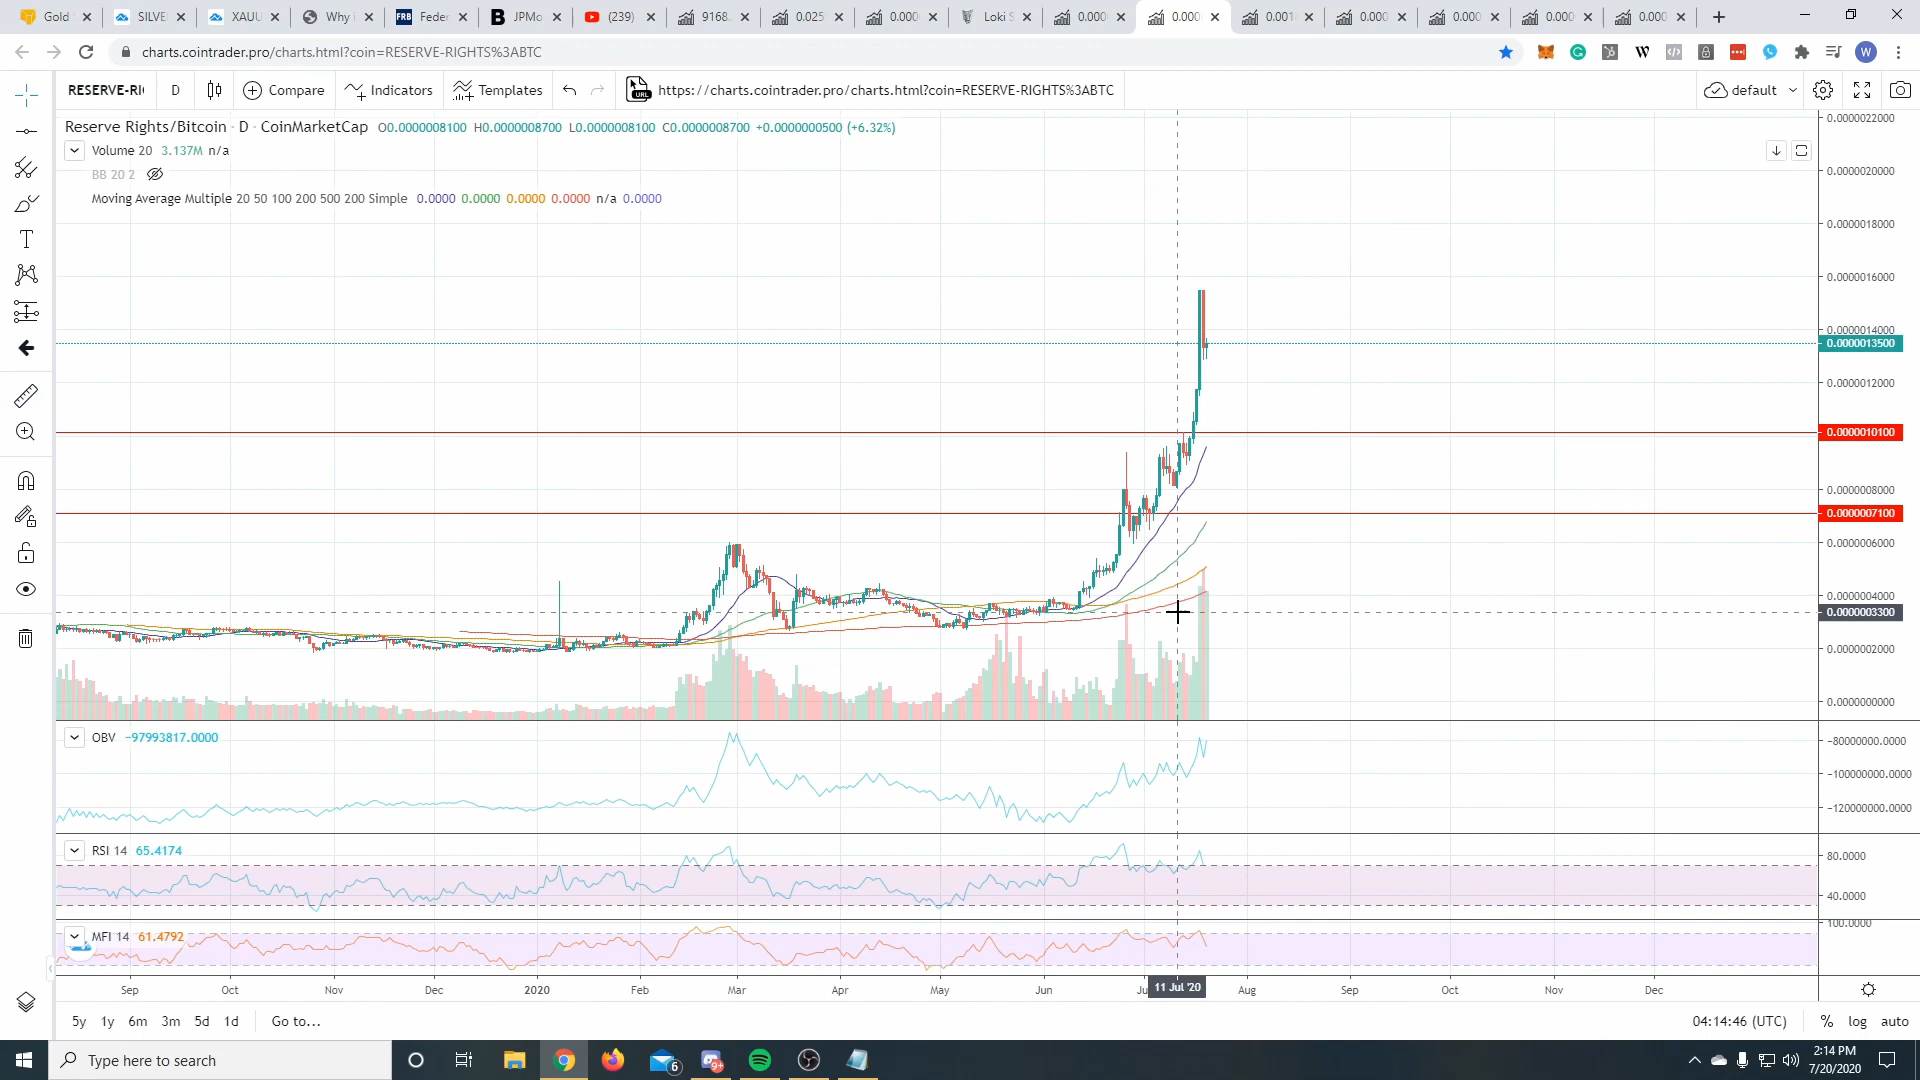 Gold
SILVE
XAUU
Why
FRB Feder
JPMo
(239)
9168.
0.025
0.000
Loki S
0.000
0.000
0.001
0.000
0.000
0.000
0.000
charts.cointrader.pro/charts.html?coin=RESERVE-RIGHTS%3ABTC
W
RESERVE-RI
D
Compare
Indicators
Templates
URL
https://charts.cointrader.pro/charts.html?coin=RESERVE-RIGHTS%3ABTC
default
Reserve Rights/Bitcoin · D · CoinMarketCap O0.0000008100 H0.0000008700 L0.0000008100 C0.0000008700 +0.0000000500 (+6.32%)
Volume 20 3.137M n/a
BB 20 2
Moving Average Multiple 20 50 100 200 500 200 Simple 0.0000 0.0000 0.0000 0.0000 n/a 0.0000
0.0000022000
0.0000020000
0.0000018000
0.0000016000
0.0000014000
0.0000013500
0.0000012000
0.0000010100
0.0000008000
0.0000007100
0.0000006000
0.0000004000
0.0000003300
0.0000002000
0.0000000000
OBV -97993817.0000
-80000000.0000
-100000000.0000
-120000000.0000
RSI 14 65.4174
80.0000
40.0000
MFI 14 61.4792
100.0000
Sep Oct Nov Dec 2020 Feb Mar Apr May Jun 11 Jul '20 Aug Sep Oct Nov Dec
5y 1y 6m 3m 5d 1d Go to...
04:14:46 (UTC) % log auto
Type here to search
6
9+
2:14 PM
7/20/2020